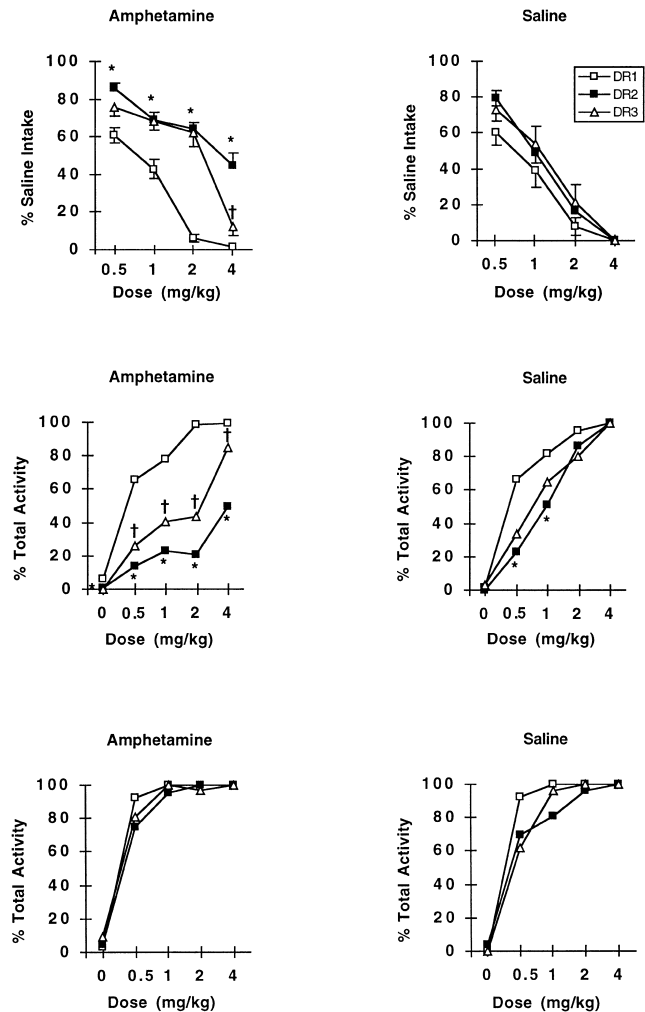 Amphetamine
% Saline Intake
100
80
60
40
20
0
* * * * †
0.5 1 2 4
Dose (mg/kg)
Saline
% Saline Intake
100
80
60
40
20
0
0.5 1 2 4
Dose (mg/kg)
DR1
DR2
DR3
Amphetamine
% Total Activity
100
80
60
40
20
0
† † † †
* * * * *
0 0.5 1 2 4
Dose (mg/kg)
Saline
% Total Activity
100
80
60
40
20
0
* *
0 0.5 1 2 4
Dose (mg/kg)
Amphetamine
% Total Activity
100
80
60
40
20
0
0 0.5 1 2 4
Dose (mg/kg)
Saline
% Total Activity
100
80
60
40
20
0
0 0.5 1 2 4
Dose (mg/kg)